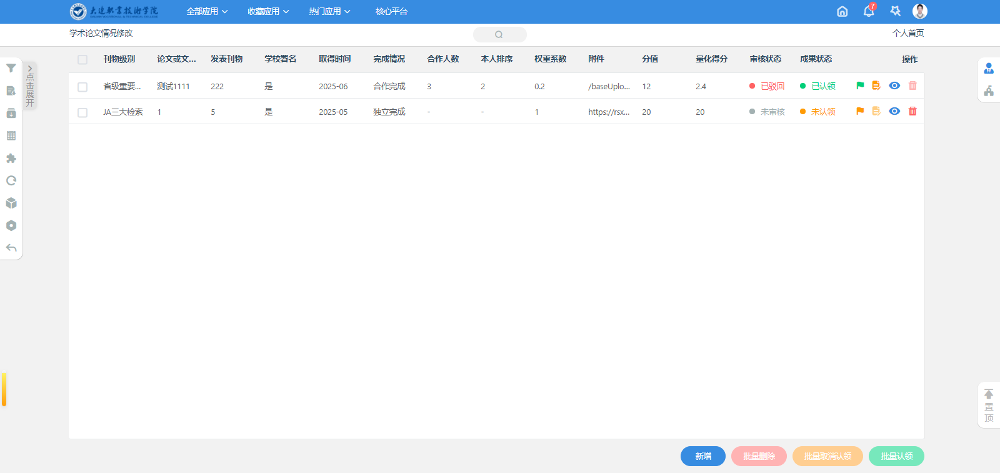 大连职业技术学院
全部应用
收藏应用
热门应用
核心平台
7
学术论文情况修改
个人首页
点击展开
刊物级别 论文或文... 发表刊物 学校署名 取得时间 完成情况 合作人数 本人排序 权重系数 附件 分值 量化得分 审核状态 成果状态 操作
省级重要... 测试1111 222 是 2025-06 合作完成 3 2 0.2 /baseUplo... 12 2.4 已驳回 已认领
JA三大检索 1 5 是 2025-05 独立完成 - - 1 https://rsx... 20 20 未审核 未认领
置顶
新增
批量删除
批量取消认领
批量认领